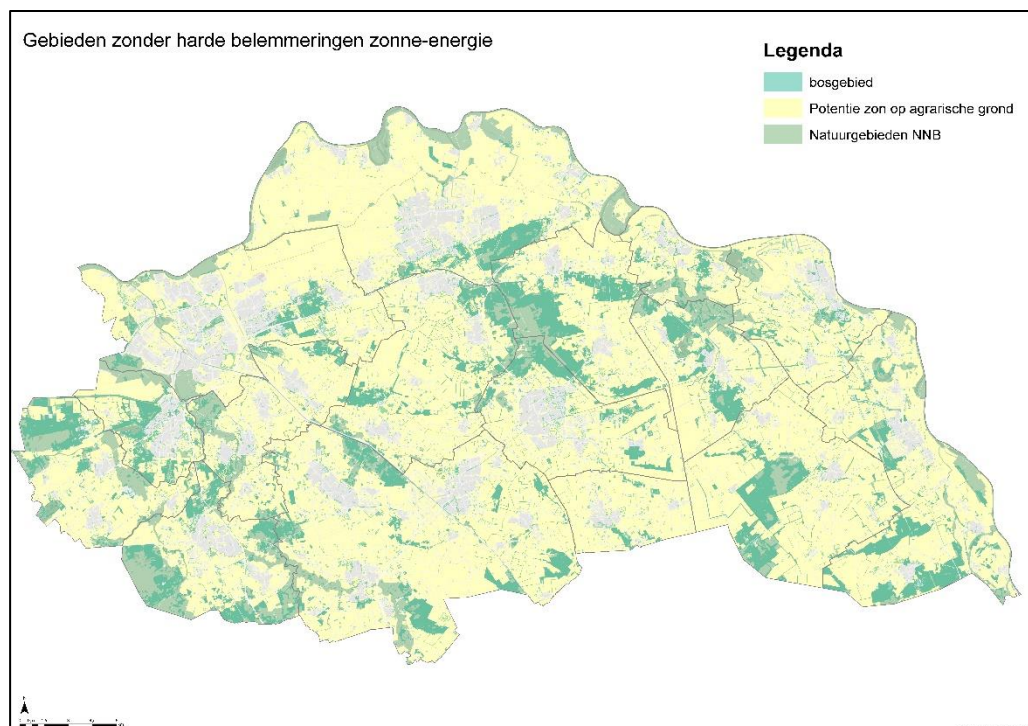 Gebieden zonder harde belemmeringen zonne-energie
Legenda
bosgebied
Potentie zon op agrarische grond
Natuurgebieden NNB